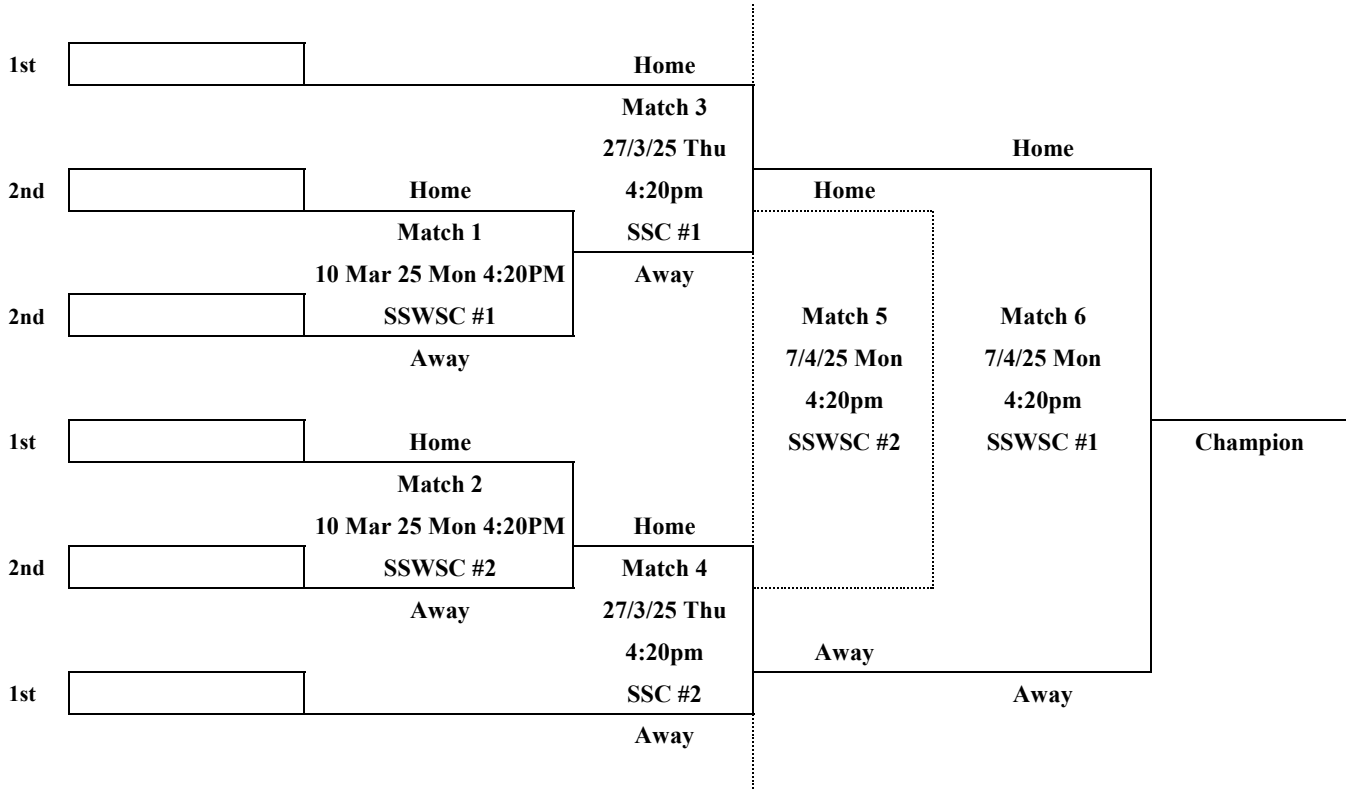 1st
Home
Match 3
27/3/25 Thu
Home
2nd
Home
4:20pm
Home
Match 1
SSC #1
10 Mar 25 Mon 4:20PM
Away
2nd
SSWSC #1
Match 5
Match 6
Away
7/4/25 Mon
7/4/25 Mon
4:20pm
4:20pm
1st
Home
SSWSC #2
SSWSC #1
Champion
Match 2
10 Mar 25 Mon 4:20PM
Home
2nd
SSWSC #2
Match 4
Away
27/3/25 Thu
4:20pm
Away
1st
SSC #2
Away
Away